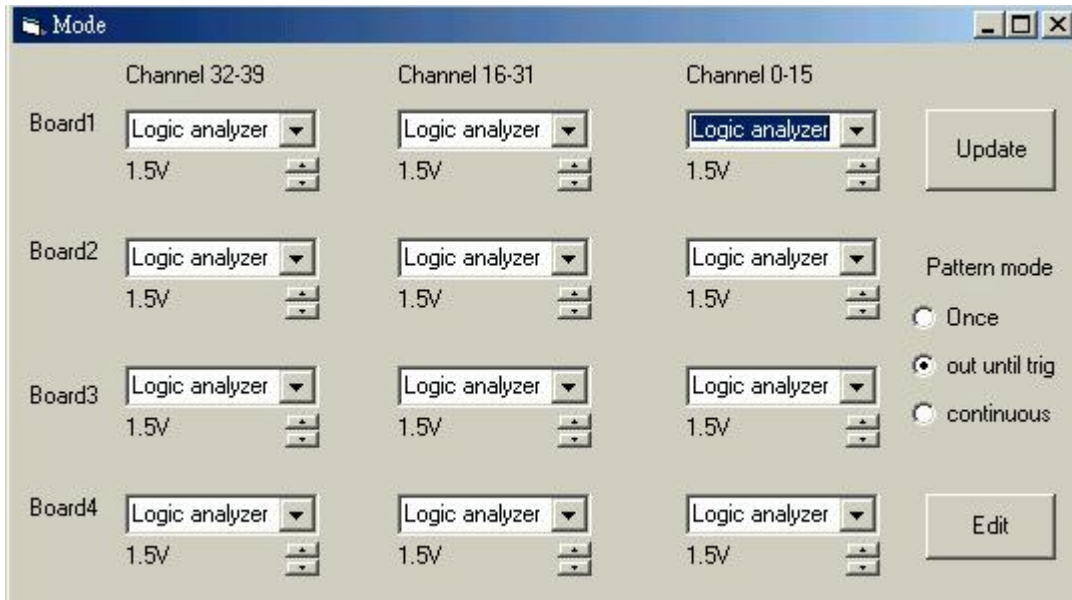 Mode
Channel 32-39 Channel 16-31 Channel 0-15
Board1 Logic analyzer Logic analyzer Logic analyzer
1.5V 1.5V 1.5V
Update
Board2 Logic analyzer Logic analyzer Logic analyzer
1.5V 1.5V 1.5V
Pattern mode
Once
out until trig
continuous
Board3 Logic analyzer Logic analyzer Logic analyzer
1.5V 1.5V 1.5V
Board4 Logic analyzer Logic analyzer Logic analyzer
1.5V 1.5V 1.5V
Edit